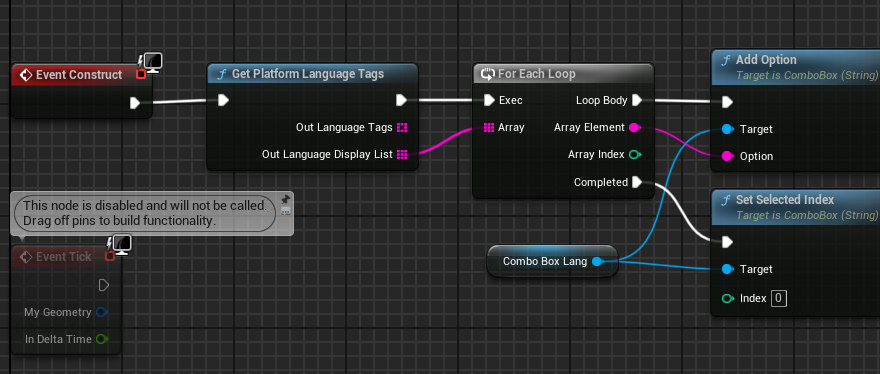 Event Construct
Get Platform Language Tags
Out Language Tags
Out Language Display List
For Each Loop
Exec
Loop Body
Array
Array Element
Array Index
Completed
Add Option
Target is ComboBox (String)
Target
Option
This node is disabled and will not be called.
Drag off pins to build functionality.
Event Tick
My Geometry
In Delta Time
Combo Box Lang
Set Selected Index
Target is ComboBox (String)
Target
Index 0